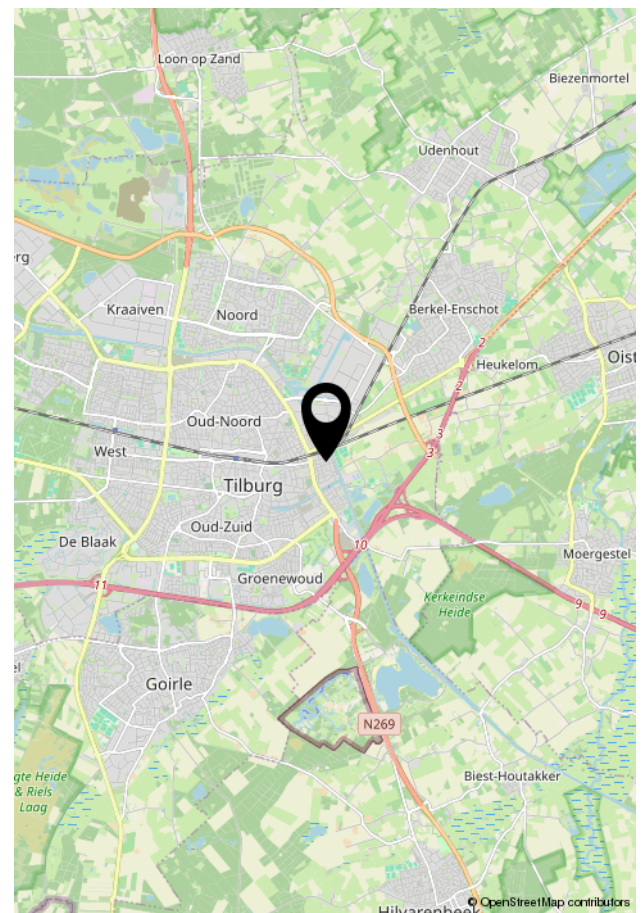 Loon op Zand
Biezenmortel
Udenhout
rg
Kraaiven
Noord
Berkel-Enschot
2
Heukelom
Oist
2
3
3
Oud-Noord
West
Tilburg
Oud-Zuid
De Blaak
10
11
Groenewoud
Moergestel
Kerkeindse
Heide
9
9
el
Goirle
N269
gte Heide
& Riels
Laag
Biest-Houtakker
Hilvarenbeek
© OpenStreetMap contributors